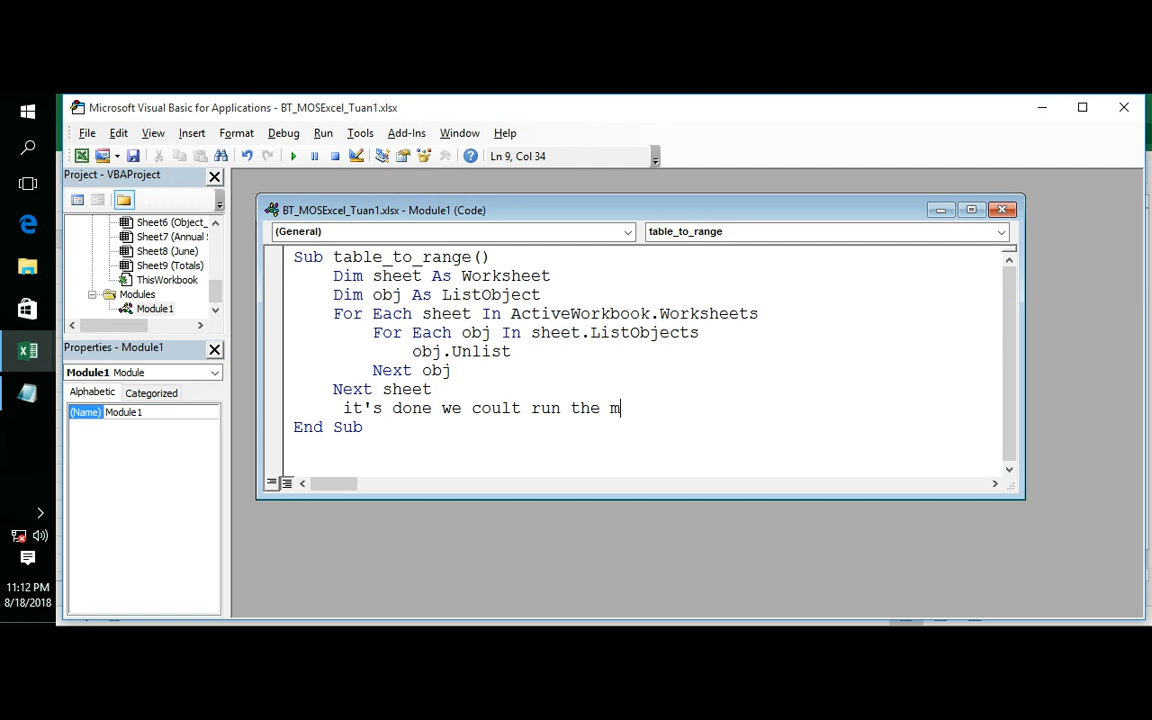 Microsoft Visual Basic for Applications - BT_MOSExcel_Tuan1.xlsx
File Edit View Insert Format Debug Run Tools Add-Ins Window Help
Ln 9, Col 34
Project - VBAProject
Sheet6 (Object_
Sheet7 (Annual
Sheet8 (June)
Sheet9 (Totals)
ThisWorkbook
Modules
Module1
Properties - Module1
Module1 Module
Alphabetic Categorized
(Name) Module1
BT_MOSExcel_Tuan1.xlsx - Module1 (Code)
(General) table_to_range
Sub table_to_range()
Dim sheet As Worksheet
Dim obj As ListObject
For Each sheet In ActiveWorkbook.Worksheets
For Each obj In sheet.ListObjects
obj.Unlist
Next obj
Next sheet
it's done we coult run the m
End Sub
11:12 PM
8/18/2018